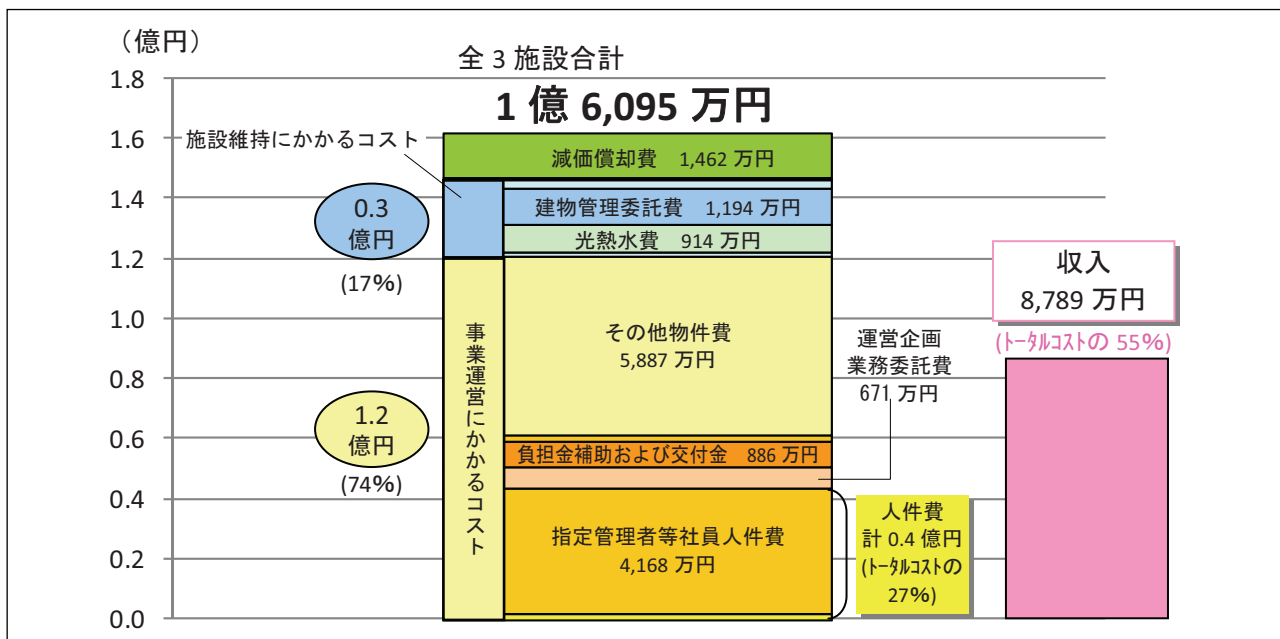 （億円）
全 3 施設合計
1 億 6,095 万円
1.8
1.6
1.4
1.2
1.0
0.8
0.6
0.4
0.2
0.0
施設維持にかかるコスト
0.3
億円
(17%)
1.2
億円
(74%)
減価償却費 1,462 万円
建物管理委託費 1,194 万円
光熱水費 914 万円
事業運営にかかるコスト
その他物件費
5,887 万円
負担金補助および交付金 886 万円
指定管理者等社員人件費
4,168 万円
運営企画
業務委託費
671 万円
人件費
計 0.4 億円
(ﾄｰﾀﾙｺｽﾄの
27%)
収入
8,789 万円
(ﾄｰﾀﾙｺｽﾄの 55%)